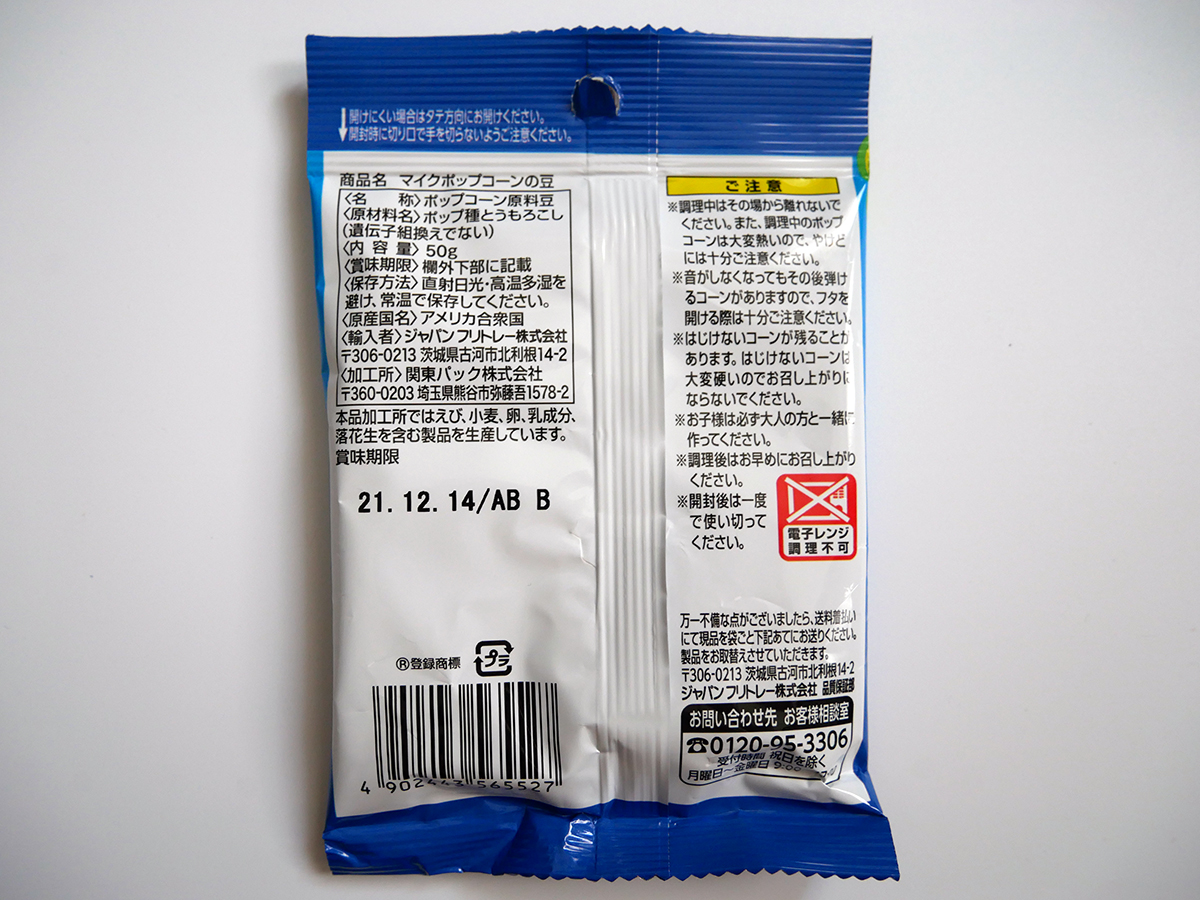 開けにくい場合はタテ方向にお開けください。
開封時に切り口で手を切らないようご注意ください。
商品名 マイクポップコーンの豆
〈名 称〉ポップコーン原料豆
〈原材料名〉ポップ種とうもろこし
(遺伝子組換えでない)
〈内 容 量〉50g
〈賞味期限〉欄外下部に記載
〈保存方法〉直射日光・高温多湿を
避け、常温で保存してください。
〈原産国名〉アメリカ合衆国
〈輸入者〉ジャパンフリトレー株式会社
〒306-0213 茨城県古河市北利根14-2
〈加工所〉関東パック株式会社
〒360-0203 埼玉県熊谷市弥藤吾1578-2
本品加工所ではえび、小麦、卵、乳成分、
落花生を含む製品を生産しています。
賞味期限
21.12.14/AB B
®登録商標
プラ
4 902443 565527
ご注意
※調理中はその場から離れないで
ください。また、調理中のポップ
コーンは大変熱いので、やけど
には十分ご注意ください。
※音がしなくなってもその後弾け
るコーンがありますので、フタを
開ける際は十分ご注意ください。
※はじけないコーンが残ることが
あります。はじけないコーンは
大変硬いのでお召し上がりに
ならないでください。
※お子様は必ず大人の方と一緒に
作ってください。
※調理後はお早めにお召し上がり
ください。
※開封後は一度
で使い切って
ください。
電子レンジ
調理不可
万一不備な点がございましたら、送料着払い
にて現品を袋ごと下記あてにお送りください。
製品をお取替えさせていただきます。
〒306-0213 茨城県古河市北利根14-2
ジャパンフリトレー株式会社 品質保証部
お問い合わせ先 お客様相談室
☎0120-95-3306
受付時間 祝日を除く
月曜日〜金曜日 9:00